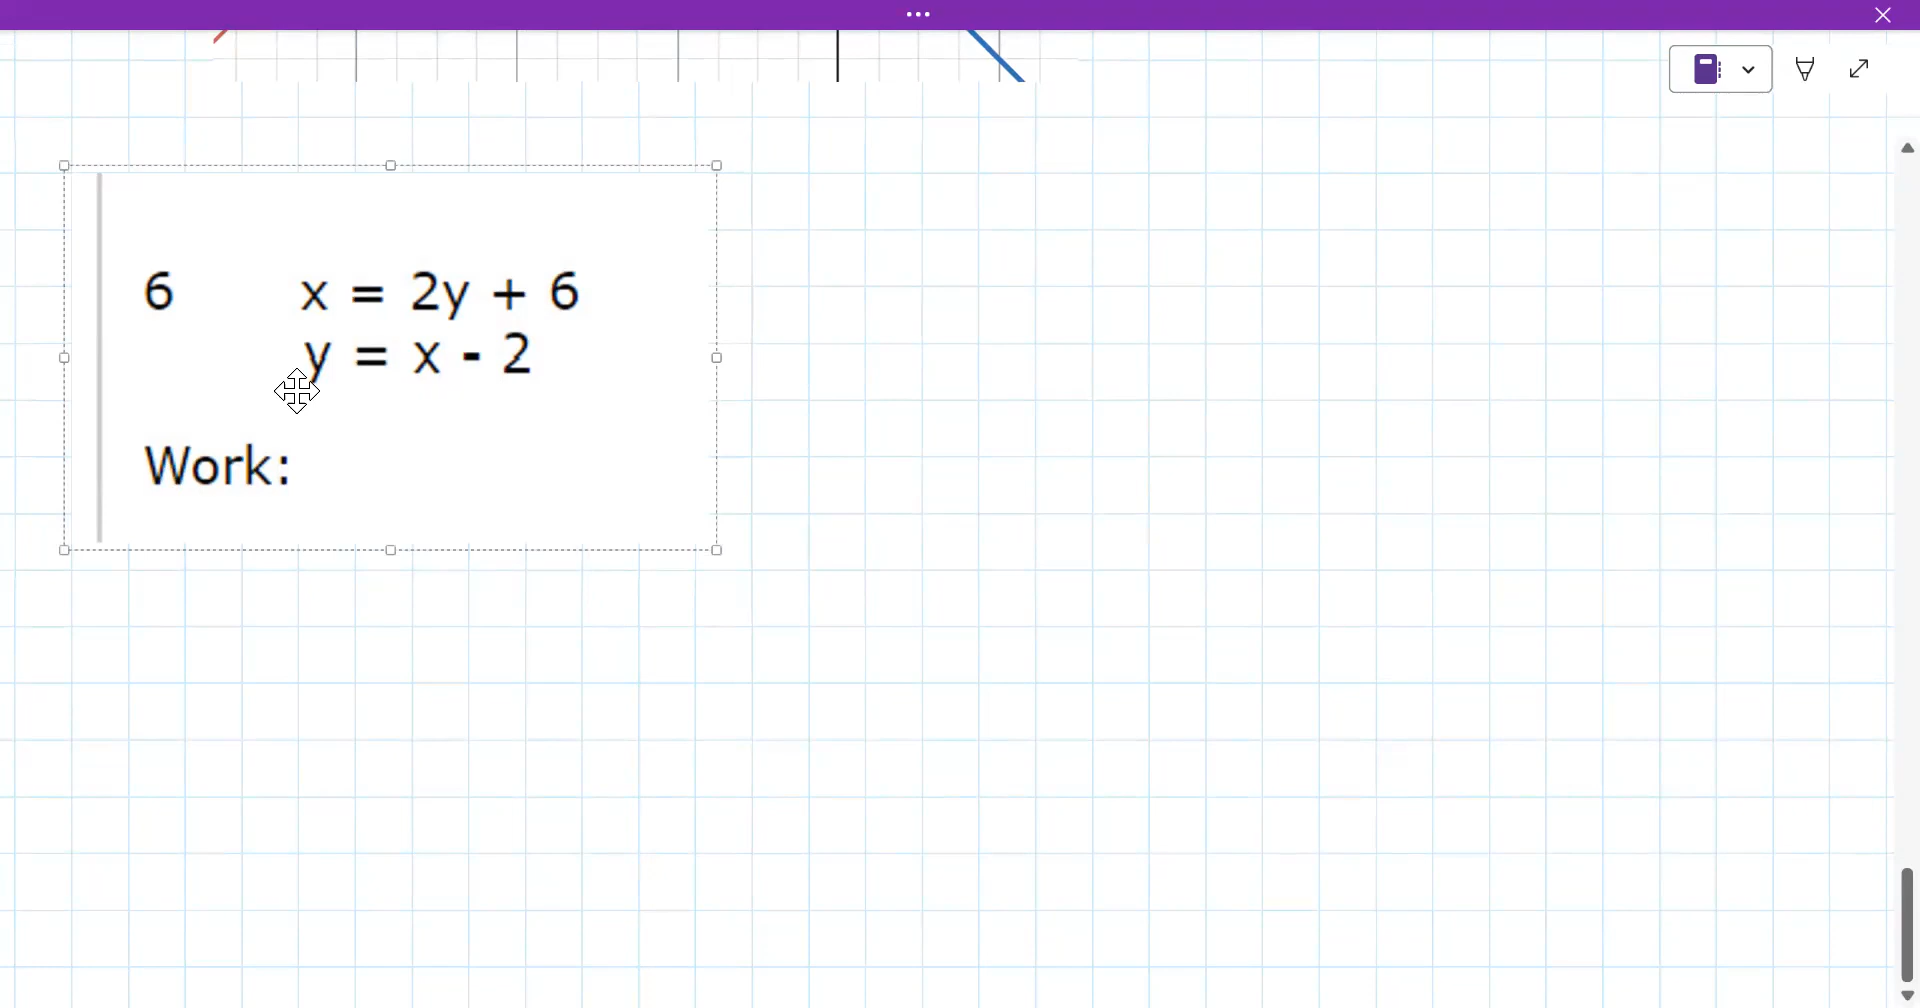 6 x = 2y + 6
y = x - 2
Work: